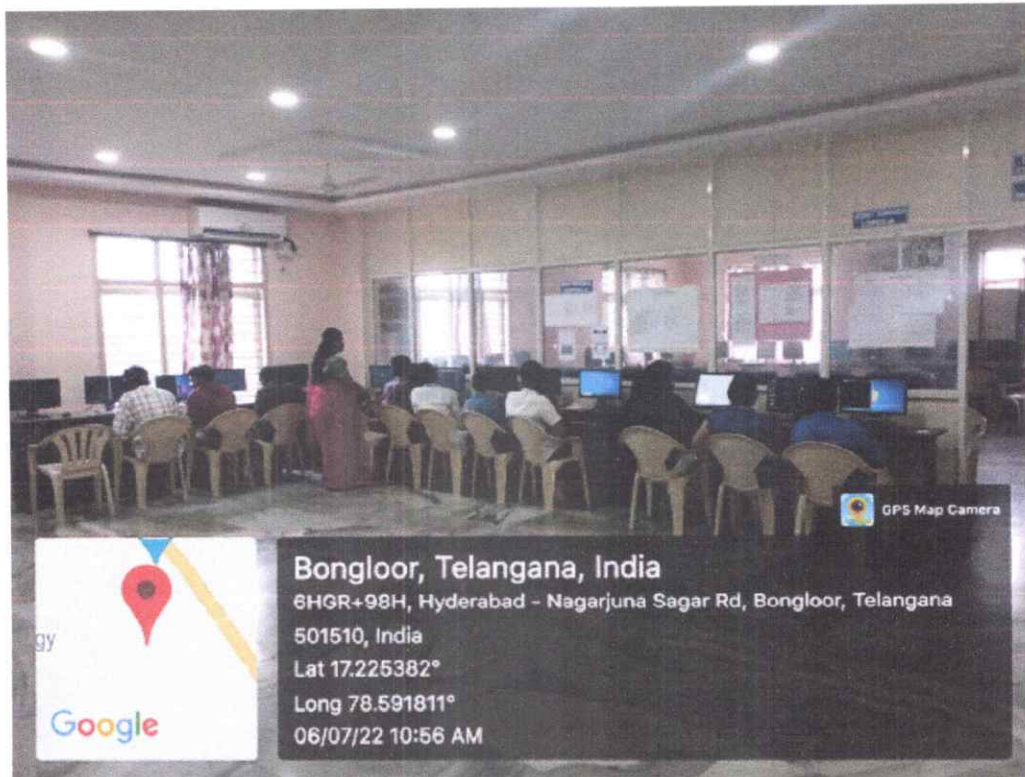 GPS Map Camera
Bongloor, Telangana, India
6HGR+98H, Hyderabad - Nagarjuna Sagar Rd, Bongloor, Telangana
501510, India
Lat 17.225382°
Long 78.591811°
06/07/22 10:56 AM
gy
Google